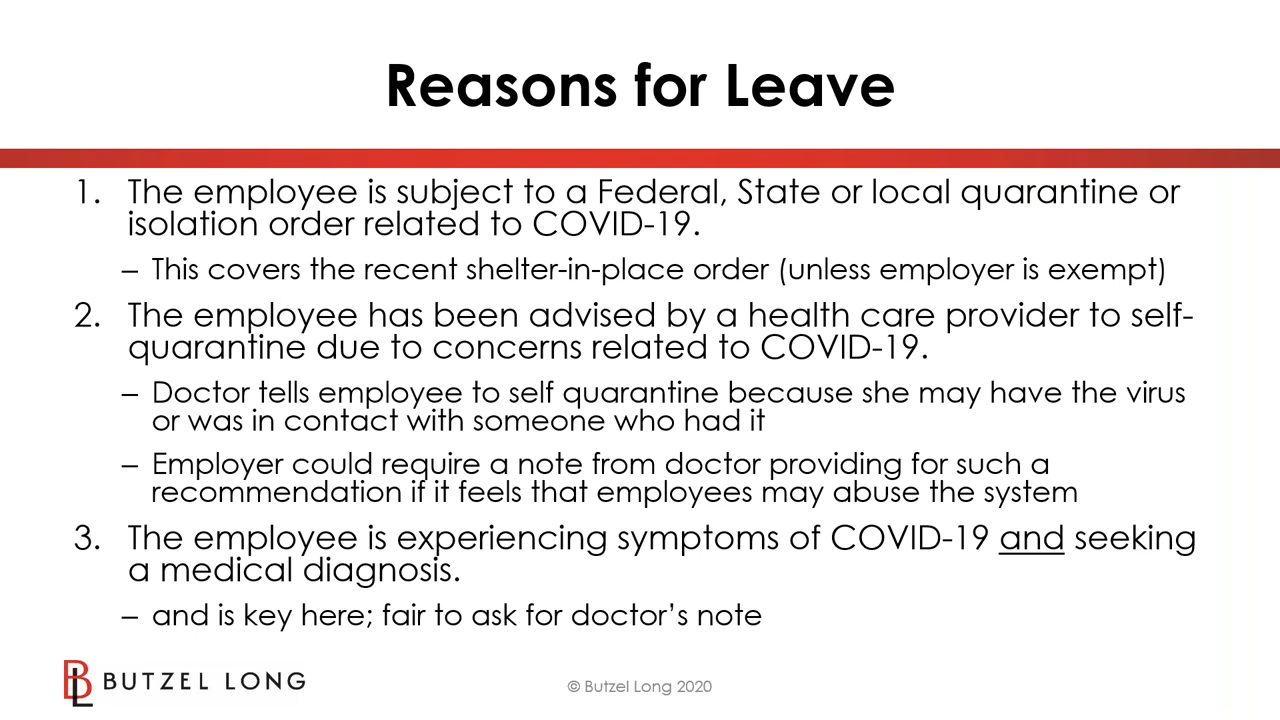 Reasons for Leave
1. The employee is subject to a Federal, State or local quarantine or
isolation order related to COVID-19.
– This covers the recent shelter-in-place order (unless employer is exempt)
2. The employee has been advised by a health care provider to self-
quarantine due to concerns related to COVID-19.
– Doctor tells employee to self quarantine because she may have the virus
or was in contact with someone who had it
– Employer could require a note from doctor providing for such a
recommendation if it feels that employees may abuse the system
3. The employee is experiencing symptoms of COVID-19 and seeking
a medical diagnosis.
– and is key here; fair to ask for doctor’s note
BL BUTZEL LONG
© Butzel Long 2020